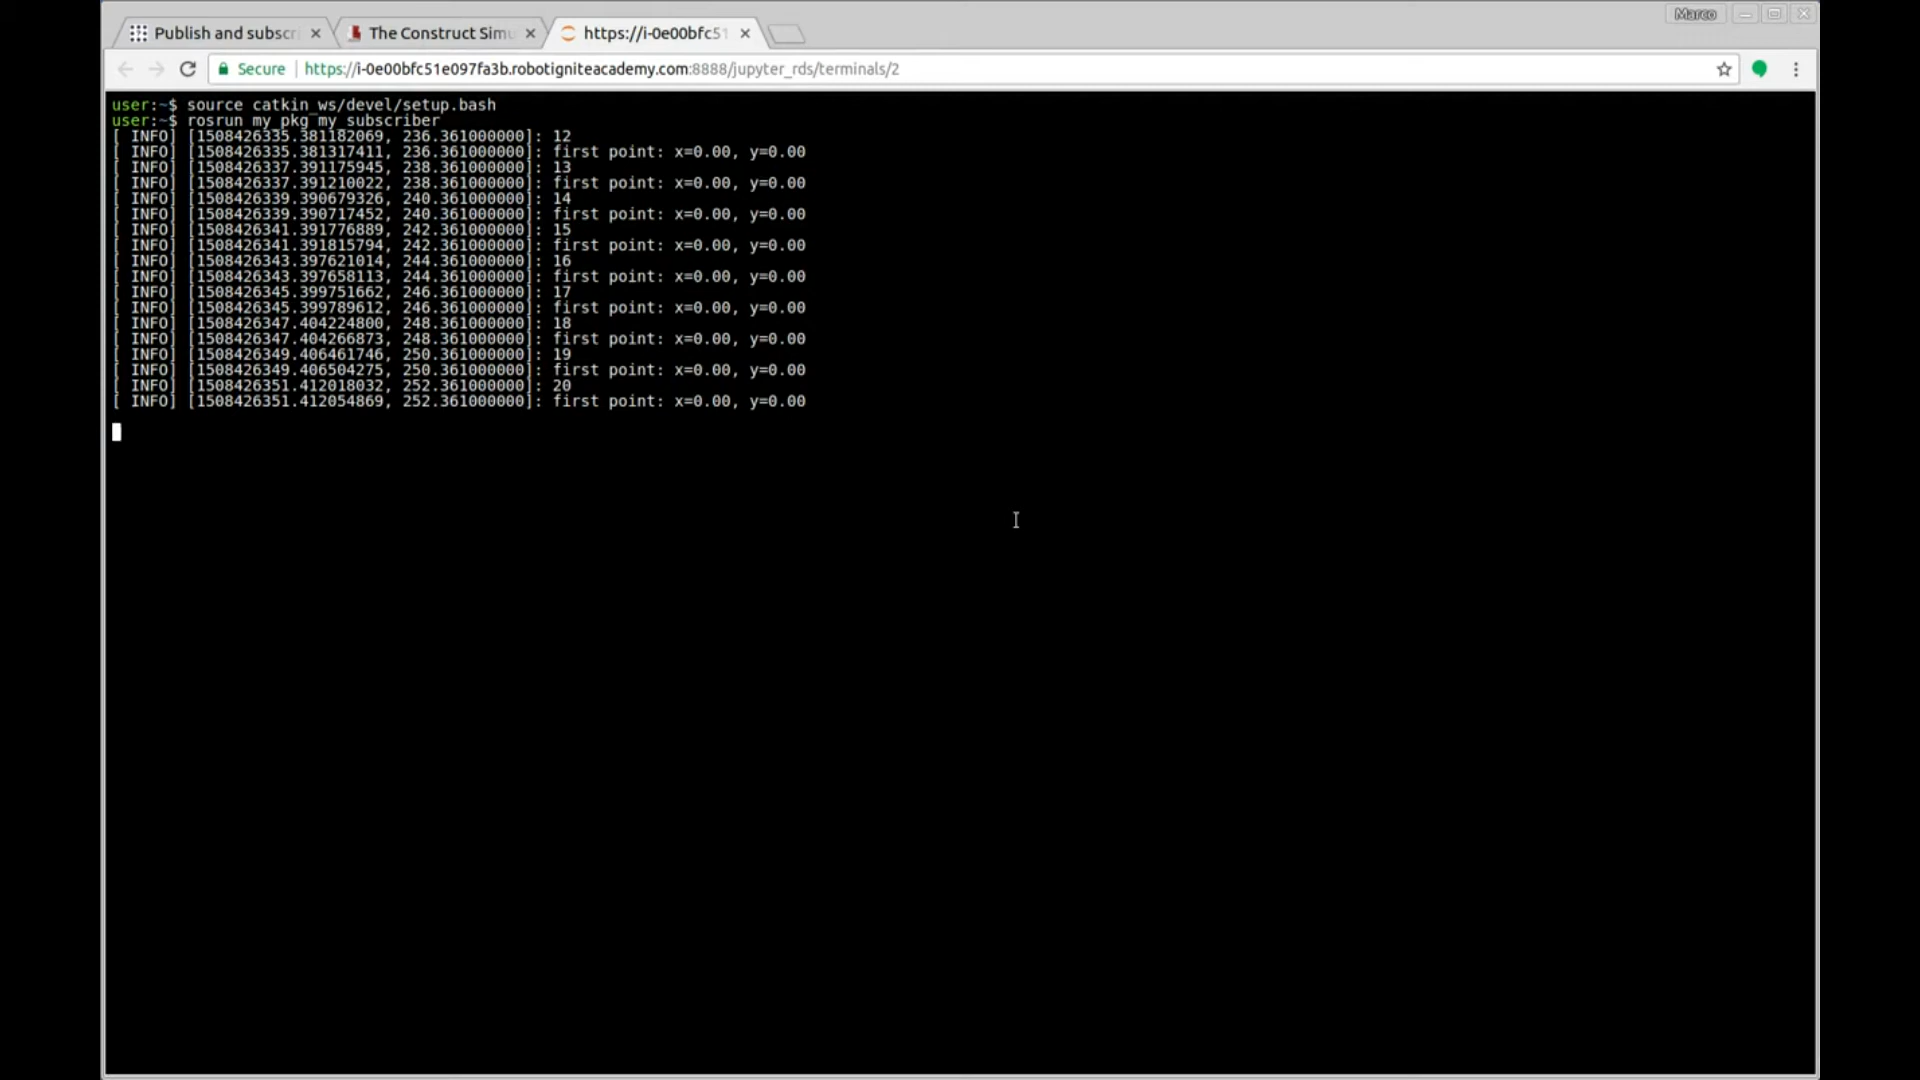 Marco
Publish and subscr
The Construct Simu
https://i-0e00bfc51
Secure
https://i-0e00bfc51e097fa3b.robotigniteacademy.com:8888/jupyter_rds/terminals/2
user:~$ source catkin_ws/devel/setup.bash
user:~$ rosrun my_pkg my_subscriber
[ INFO] [1508426335.381182069, 236.361000000]: 12
[ INFO] [1508426335.381317411, 236.361000000]: first point: x=0.00, y=0.00
[ INFO] [1508426337.391175945, 238.361000000]: 13
[ INFO] [1508426337.391210022, 238.361000000]: first point: x=0.00, y=0.00
[ INFO] [1508426339.390679326, 240.361000000]: 14
[ INFO] [1508426339.390717452, 240.361000000]: first point: x=0.00, y=0.00
[ INFO] [1508426341.391776889, 242.361000000]: 15
[ INFO] [1508426341.391815794, 242.361000000]: first point: x=0.00, y=0.00
[ INFO] [1508426343.397621014, 244.361000000]: 16
[ INFO] [1508426343.397658113, 244.361000000]: first point: x=0.00, y=0.00
[ INFO] [1508426345.399751662, 246.361000000]: 17
[ INFO] [1508426345.399789612, 246.361000000]: first point: x=0.00, y=0.00
[ INFO] [1508426347.404224800, 248.361000000]: 18
[ INFO] [1508426347.404266873, 248.361000000]: first point: x=0.00, y=0.00
[ INFO] [1508426349.406461746, 250.361000000]: 19
[ INFO] [1508426349.406504275, 250.361000000]: first point: x=0.00, y=0.00
[ INFO] [1508426351.412018032, 252.361000000]: 20
[ INFO] [1508426351.412054869, 252.361000000]: first point: x=0.00, y=0.00